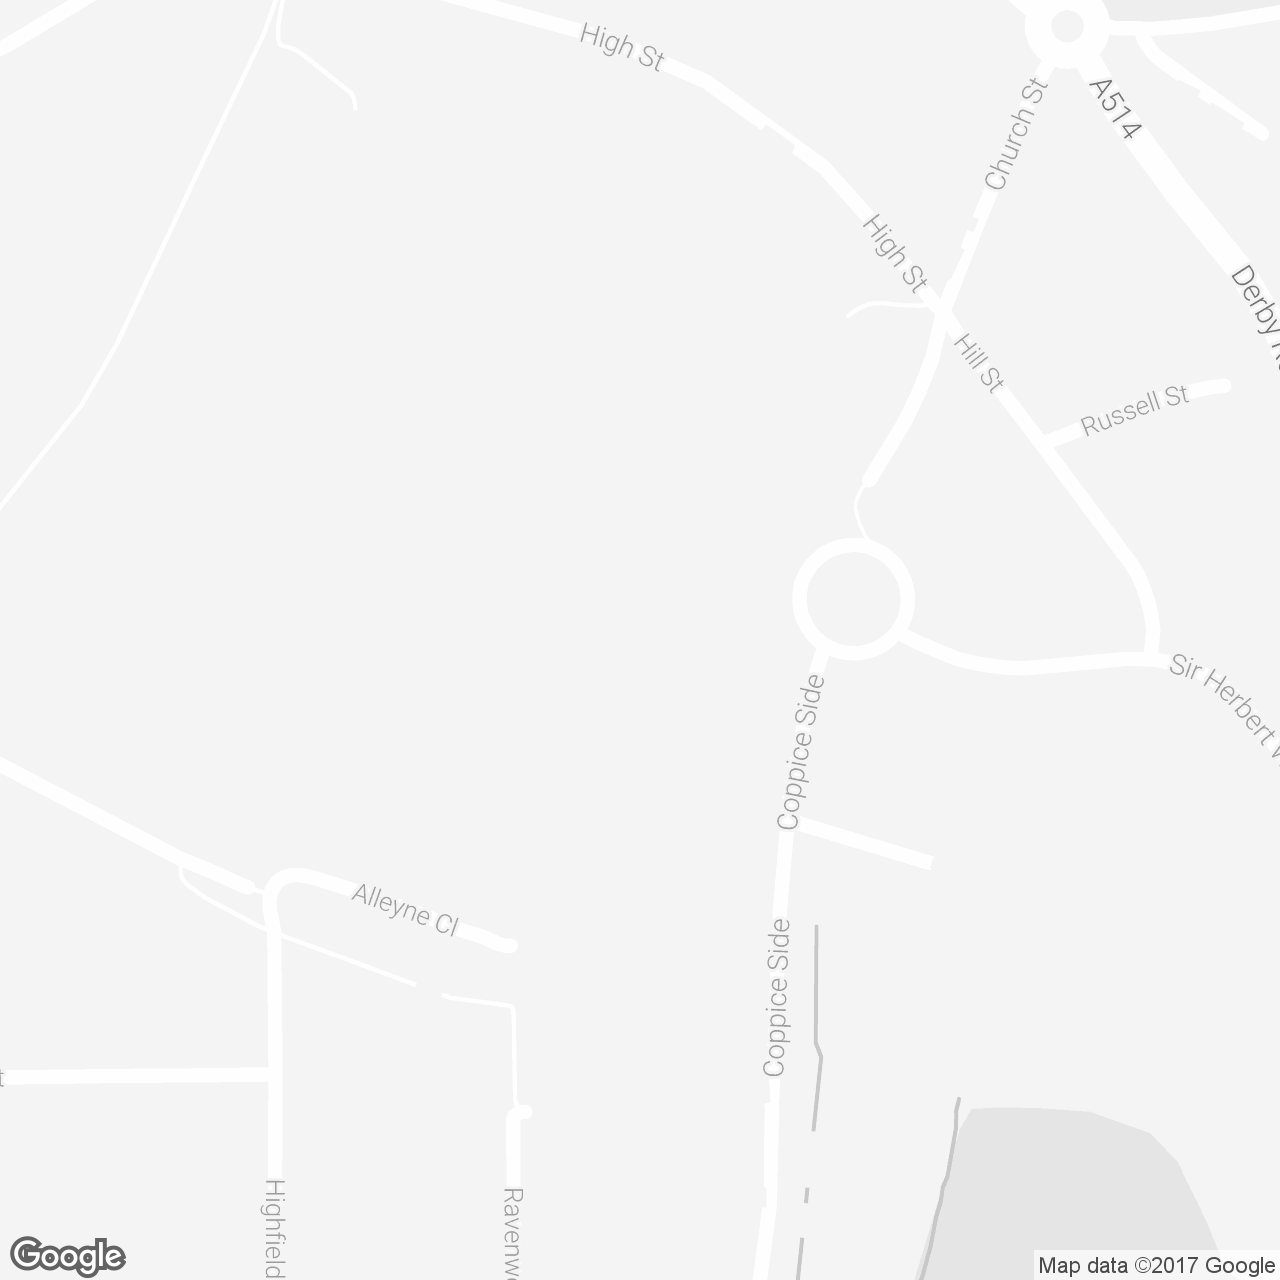 High St
A514
Church St
High St
Derby
Hill St
Russell St
Sir Herbert
Coppice Side
Alleyne Cl
Coppice Side
Highfield
Google
Map data ©2017 Google